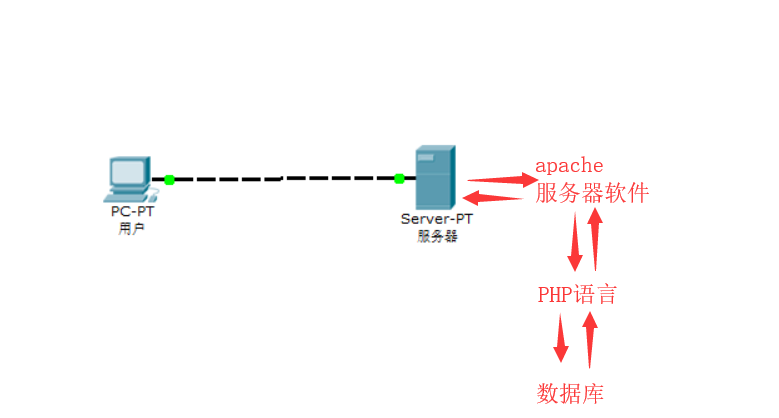 PC-PT
用户
Server-PT
服务器
apache
服务器软件
PHP语言
数据库